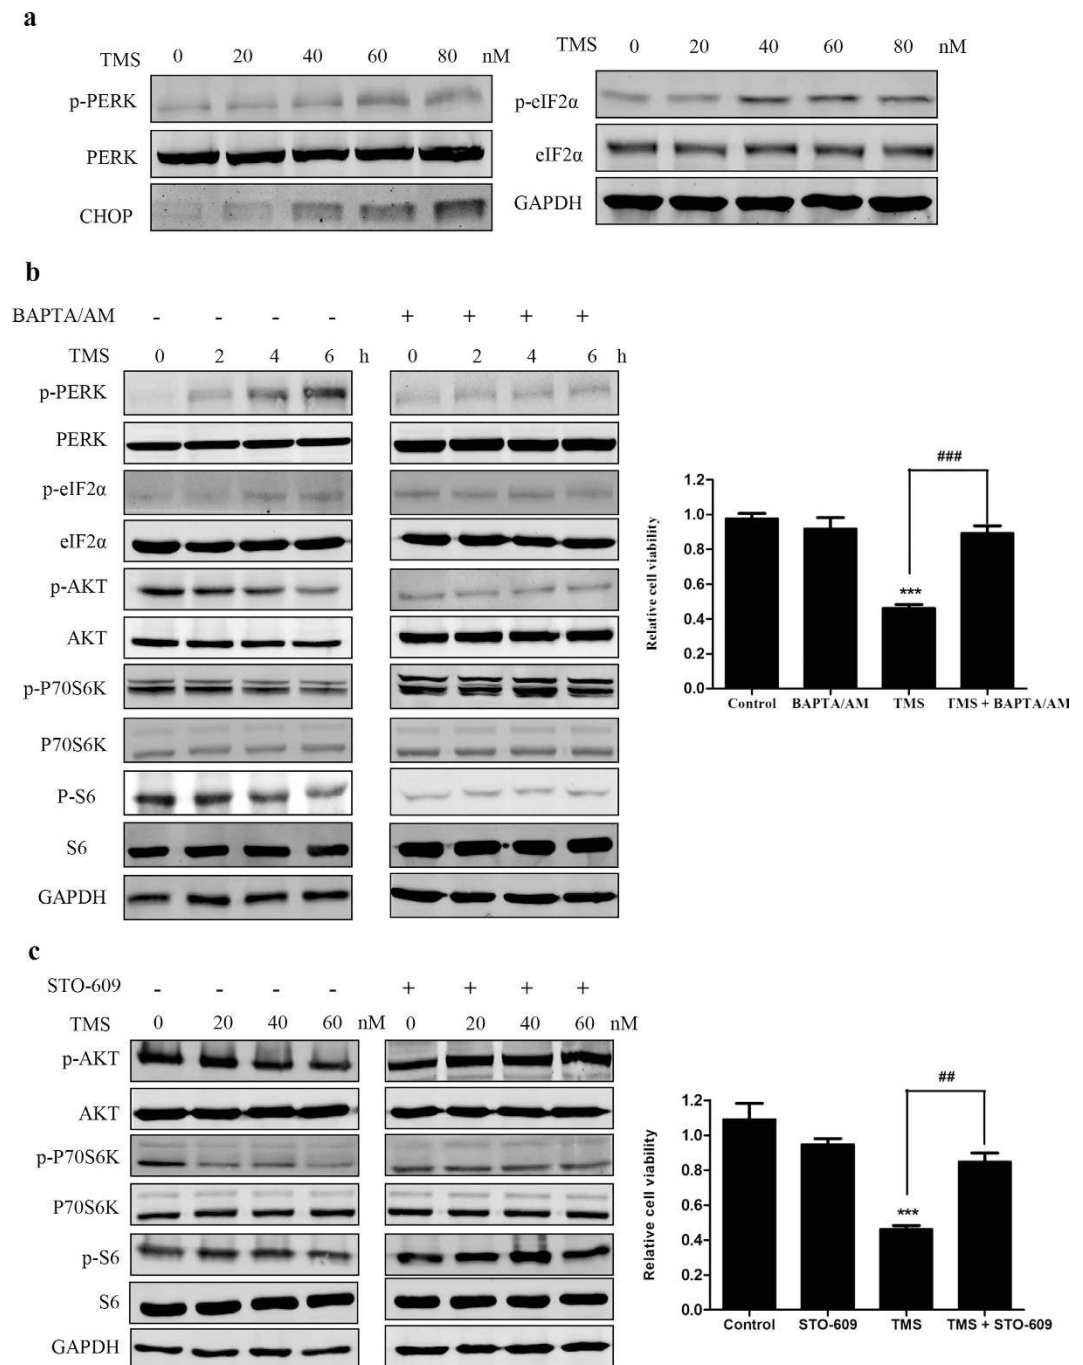 a
TMS 0 20 40 60 80 nM
p-PERK
PERK
CHOP
TMS 0 20 40 60 80 nM
p-eIF2α
eIF2α
GAPDH
b
BAPTA/AM - - - - + + + +
TMS 0 2 4 6 h 0 2 4 6 h
p-PERK
PERK
p-eIF2α
eIF2α
p-AKT
AKT
p-P70S6K
P70S6K
P-S6
S6
GAPDH
Relative cell viability
1.2
1.0
0.8
0.6
0.4
0.2
0.0
###
***
Control BAPTA/AM TMS TMS + BAPTA/AM
c
STO-609 - - - - + + + +
TMS 0 20 40 60 nM 0 20 40 60 nM
p-AKT
AKT
p-P70S6K
P70S6K
p-S6
S6
GAPDH
Relative cell viability
1.2
1.0
0.8
0.6
0.4
0.2
0.0
##
***
Control STO-609 TMS TMS + STO-609